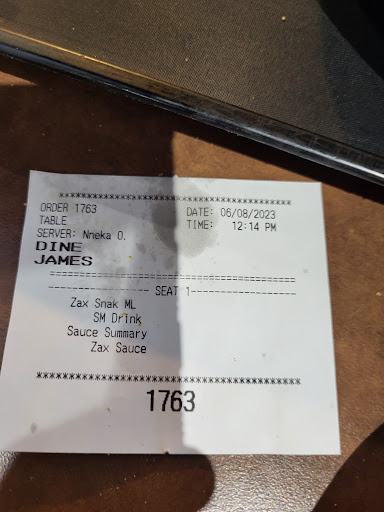 ******************************************
ORDER 1763 DATE: 06/08/2023
TABLE TIME: 12:14 PM
SERVER: Nneka O.
DINE
JAMES
==========================================
------------------ SEAT 1------------------
Zax Snak ML
SM Drink
Sauce Summary
Zax Sauce
******************************************
1763